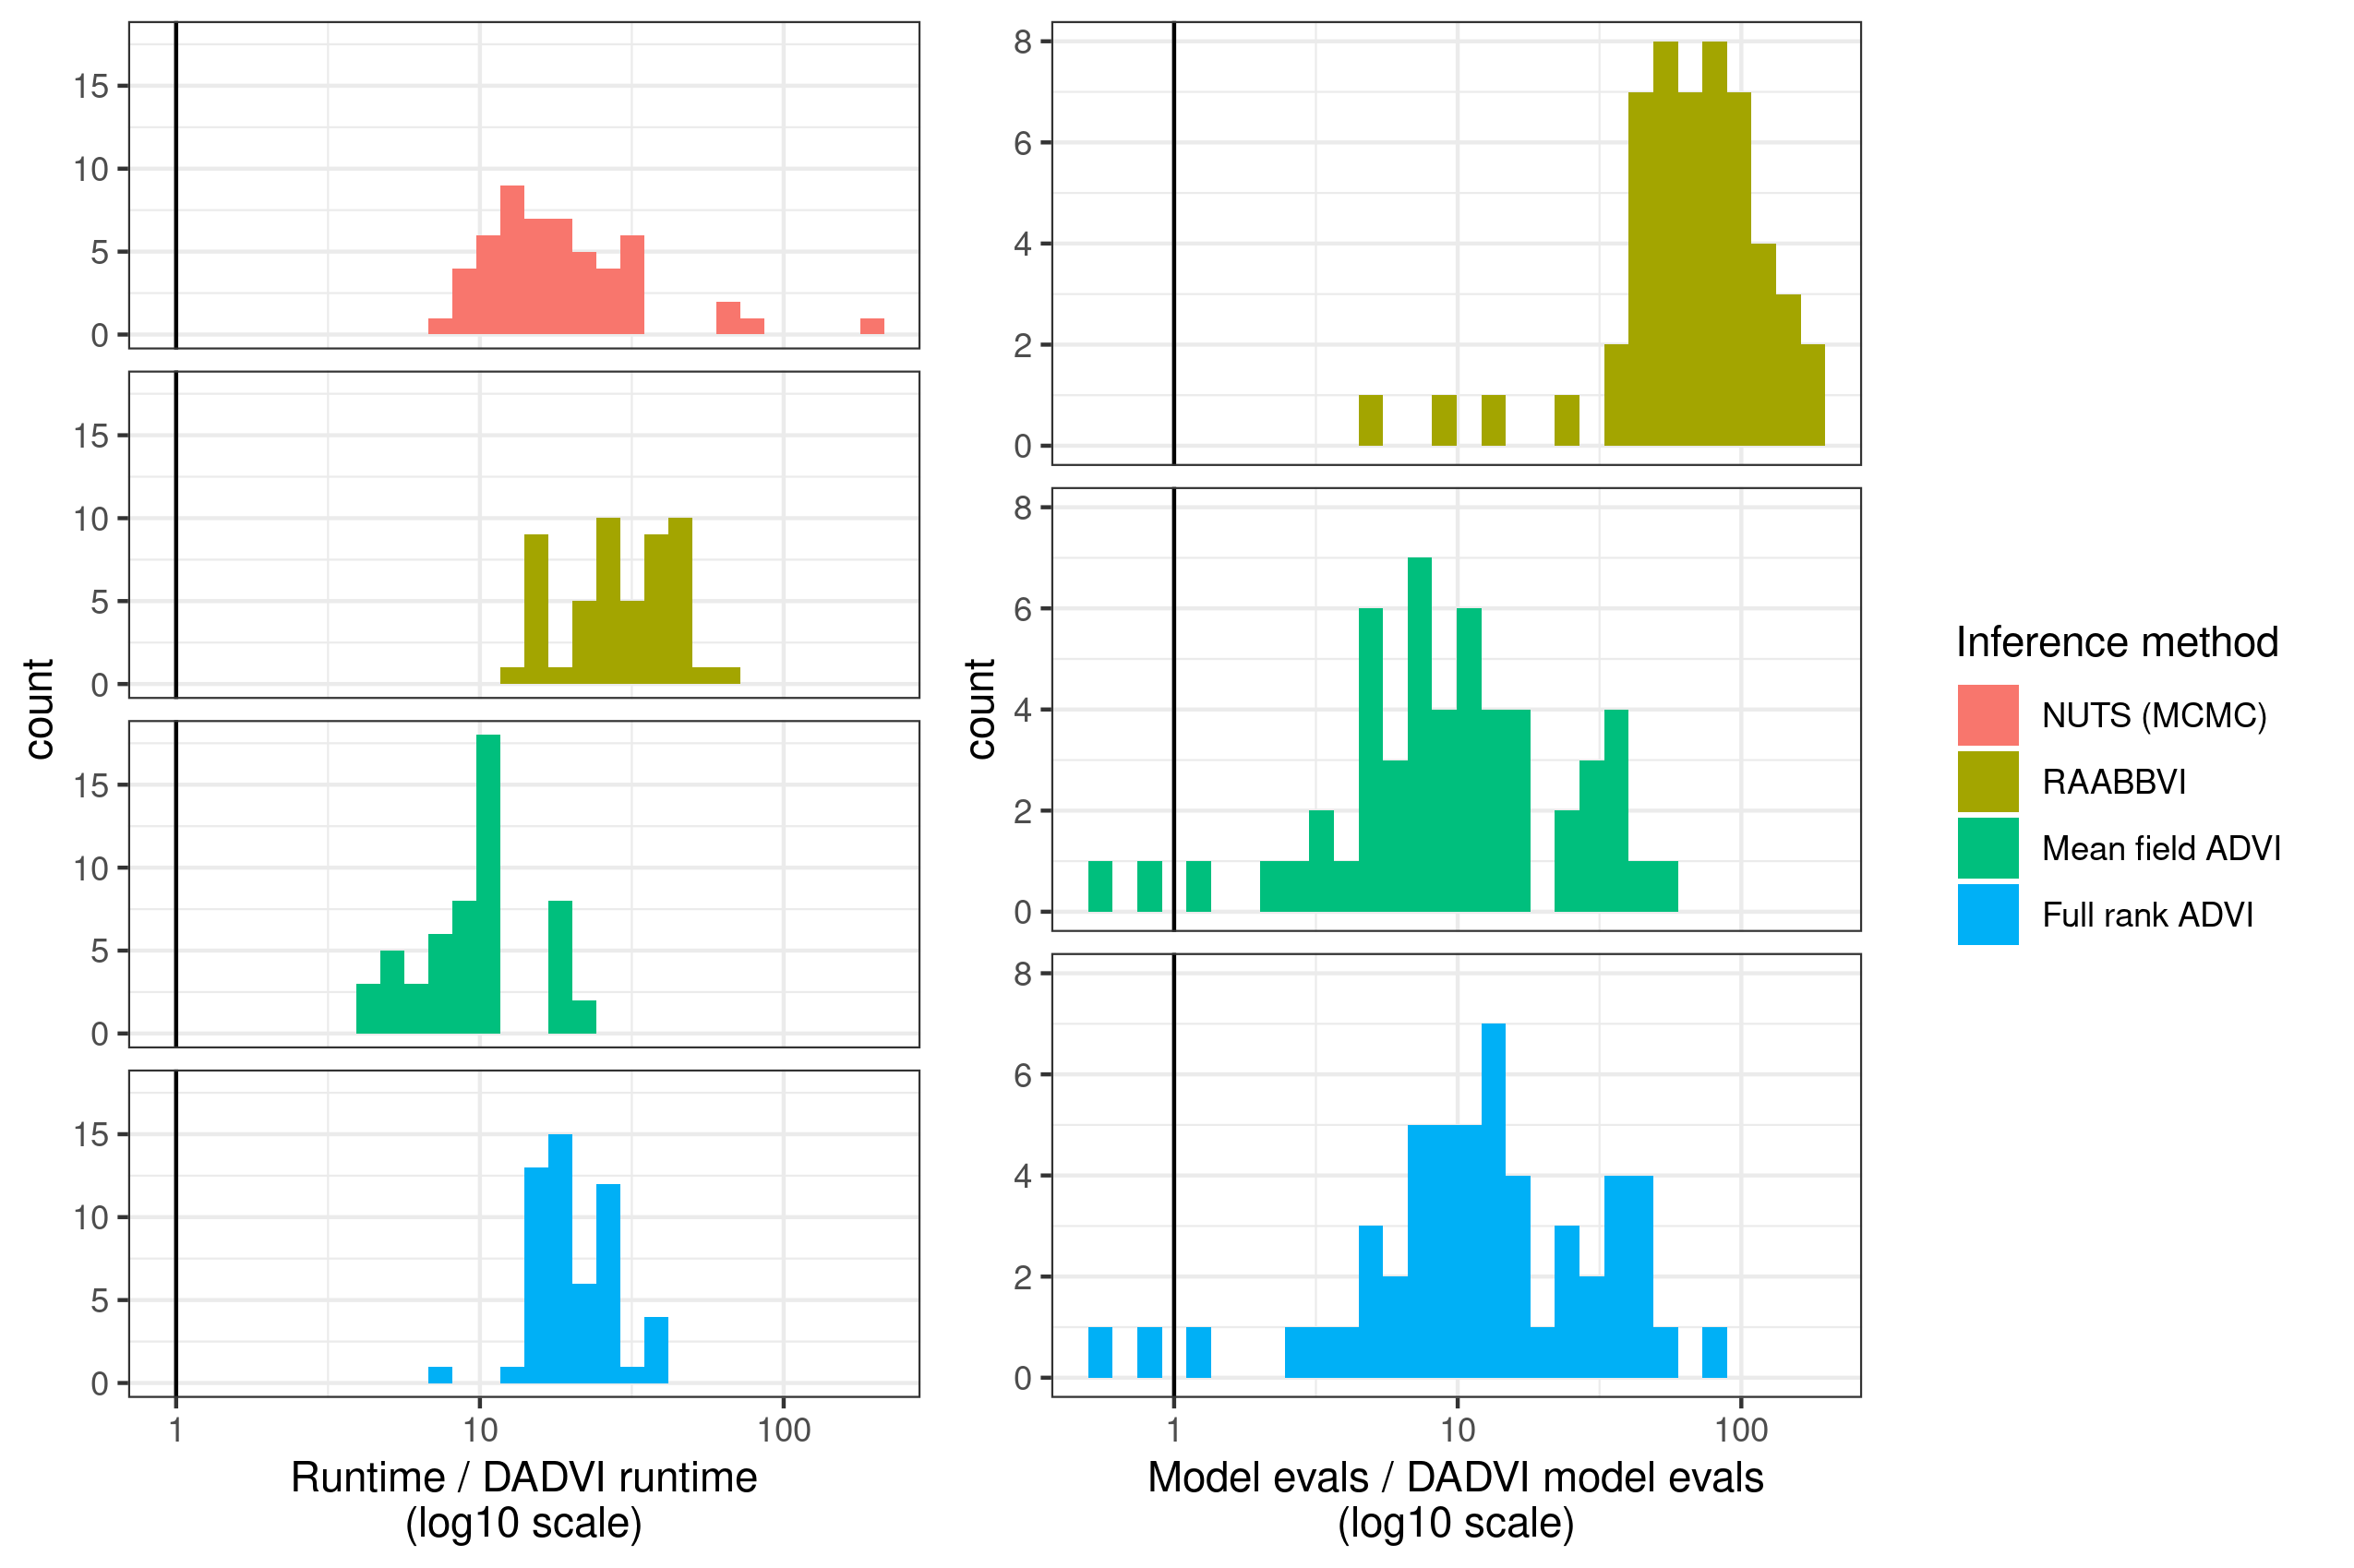 15
10
5
0
15
10
5
0
15
10
5
0
15
10
5
0
count
1 10 100
Runtime / DADVI runtime
(log10 scale)
8
6
4
2
0
8
6
4
2
0
8
6
4
2
0
count
1 10 100
Model evals / DADVI model evals
(log10 scale)
Inference method
NUTS (MCMC)
RAABBVI
Mean field ADVI
Full rank ADVI